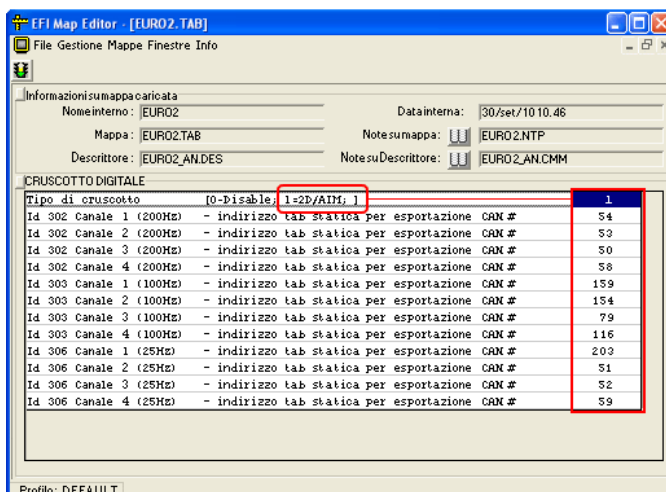 EFI Map Editor - [EURO2.TAB]
File Gestione Mappe Finestre Info
Informazioni su mappa caricata
Nome interno : EURO2 Data interna: 30/set/10 10.46
Mappa : EURO2.TAB Note su mappa: EURO2.NTP
Descrittore : EURO2_AN.DES Note su Descrittore: EURO2_AN.CMM
CRUSCOTTO DIGITALE
Tipo di cruscotto [0-Disable; 1=2D/AIM; ] 1
Id 302 Canale 1 (200Hz) - indirizzo tab statica per esportazione CAN # 54
Id 302 Canale 2 (200Hz) - indirizzo tab statica per esportazione CAN # 53
Id 302 Canale 3 (200Hz) - indirizzo tab statica per esportazione CAN # 50
Id 302 Canale 4 (200Hz) - indirizzo tab statica per esportazione CAN # 58
Id 303 Canale 1 (100Hz) - indirizzo tab statica per esportazione CAN # 159
Id 303 Canale 2 (100Hz) - indirizzo tab statica per esportazione CAN # 154
Id 303 Canale 3 (100Hz) - indirizzo tab statica per esportazione CAN # 79
Id 303 Canale 4 (100Hz) - indirizzo tab statica per esportazione CAN # 116
Id 306 Canale 1 (25Hz) - indirizzo tab statica per esportazione CAN # 203
Id 306 Canale 2 (25Hz) - indirizzo tab statica per esportazione CAN # 51
Id 306 Canale 3 (25Hz) - indirizzo tab statica per esportazione CAN # 52
Id 306 Canale 4 (25Hz) - indirizzo tab statica per esportazione CAN # 59
Profilo: DEFAULT